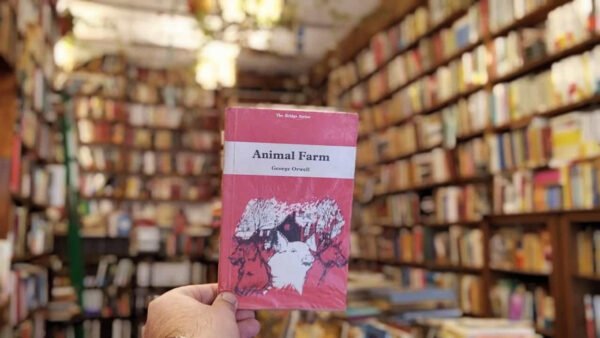 The Bridge Series
Animal Farm
George Orwell